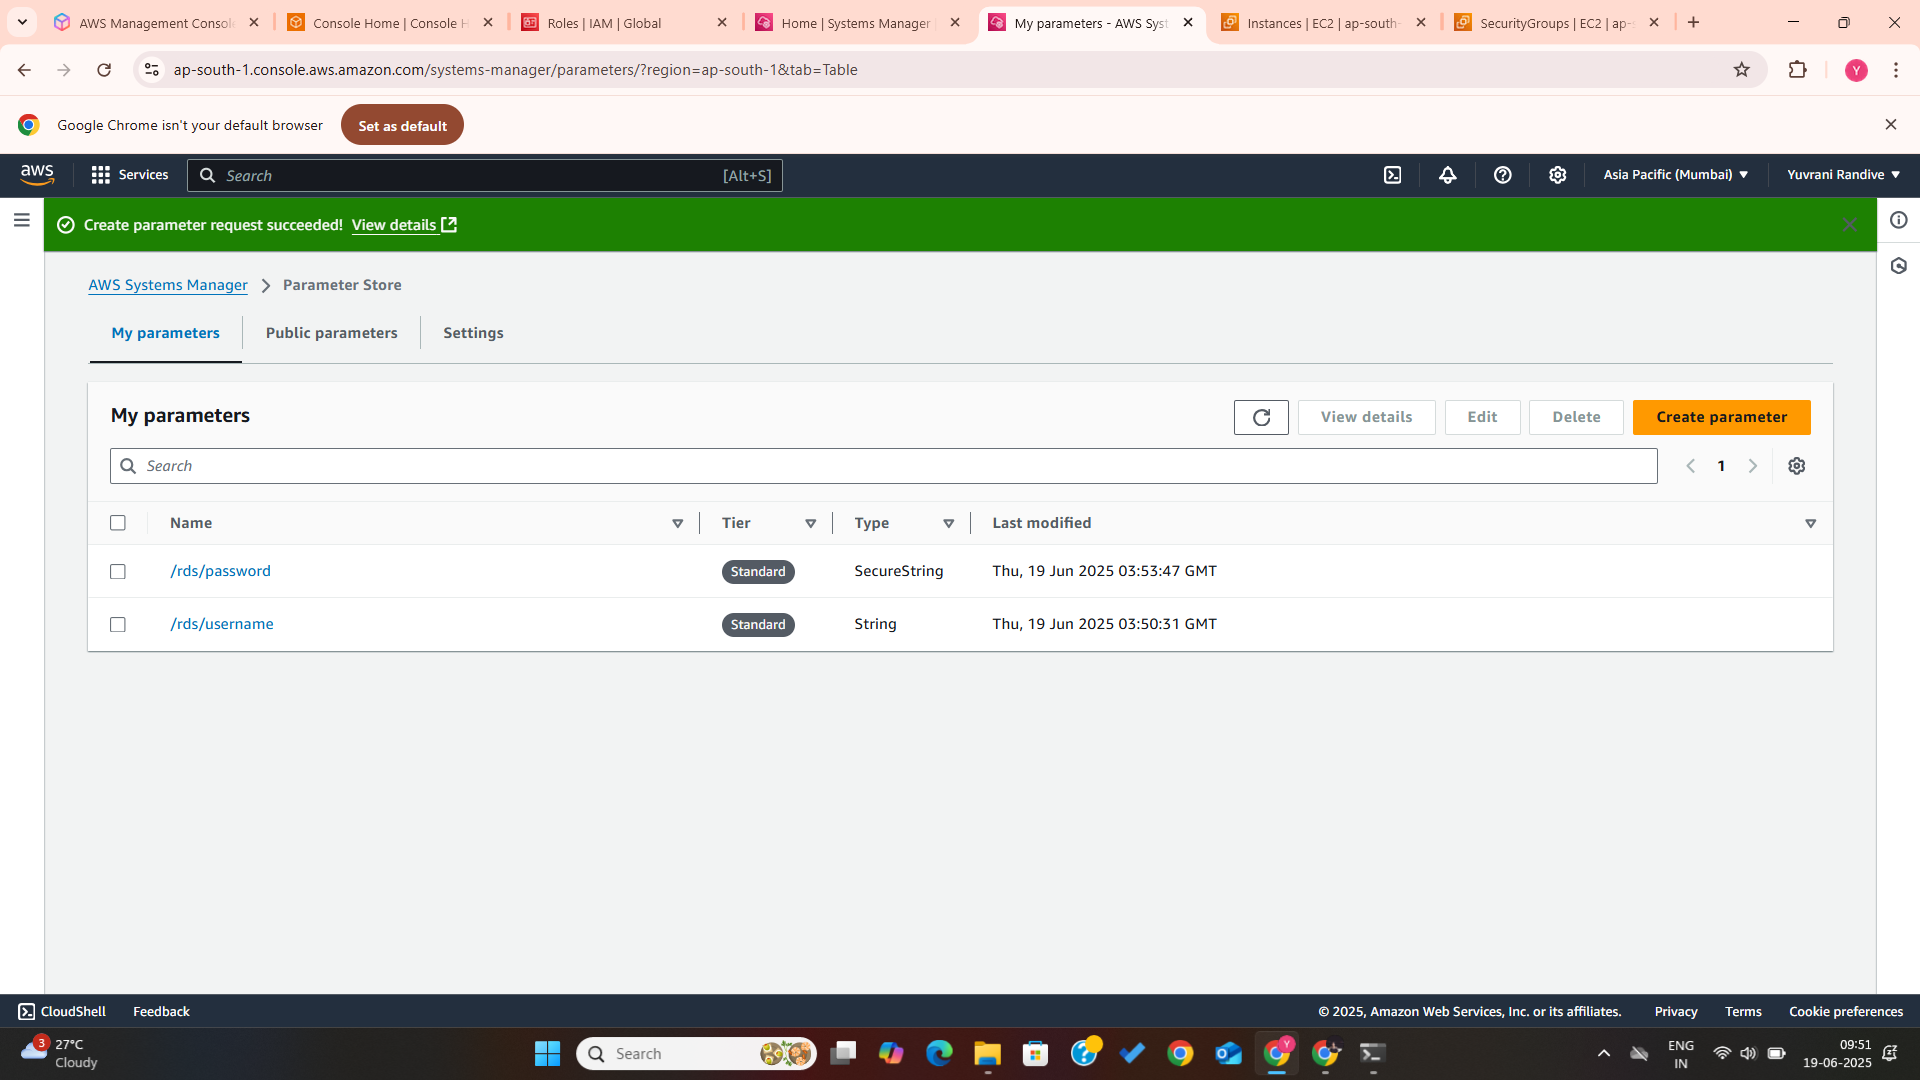 AWS Management Consol
Console Home | Console H
Roles | IAM | Global
Home | Systems Manager
My parameters - AWS Syst
Instances | EC2 | ap-south-
SecurityGroups | EC2 | ap-s
ap-south-1.console.aws.amazon.com/systems-manager/parameters/?region=ap-south-1&tab=Table
Y
Google Chrome isn't your default browser
Set as default
aws
Services
Search
[Alt+S]
Asia Pacific (Mumbai)
Yuvrani Randive
Create parameter request succeeded! View details
AWS Systems Manager
Parameter Store
My parameters
Public parameters
Settings
My parameters
View details
Edit
Delete
Create parameter
Search
1
Name
Tier
Type
Last modified
/rds/password
Standard
SecureString
Thu, 19 Jun 2025 03:53:47 GMT
/rds/username
Standard
String
Thu, 19 Jun 2025 03:50:31 GMT
CloudShell
Feedback
© 2025, Amazon Web Services, Inc. or its affiliates.
Privacy
Terms
Cookie preferences
3
27°C
Cloudy
Search
Y
ENG
IN
09:51
19-06-2025